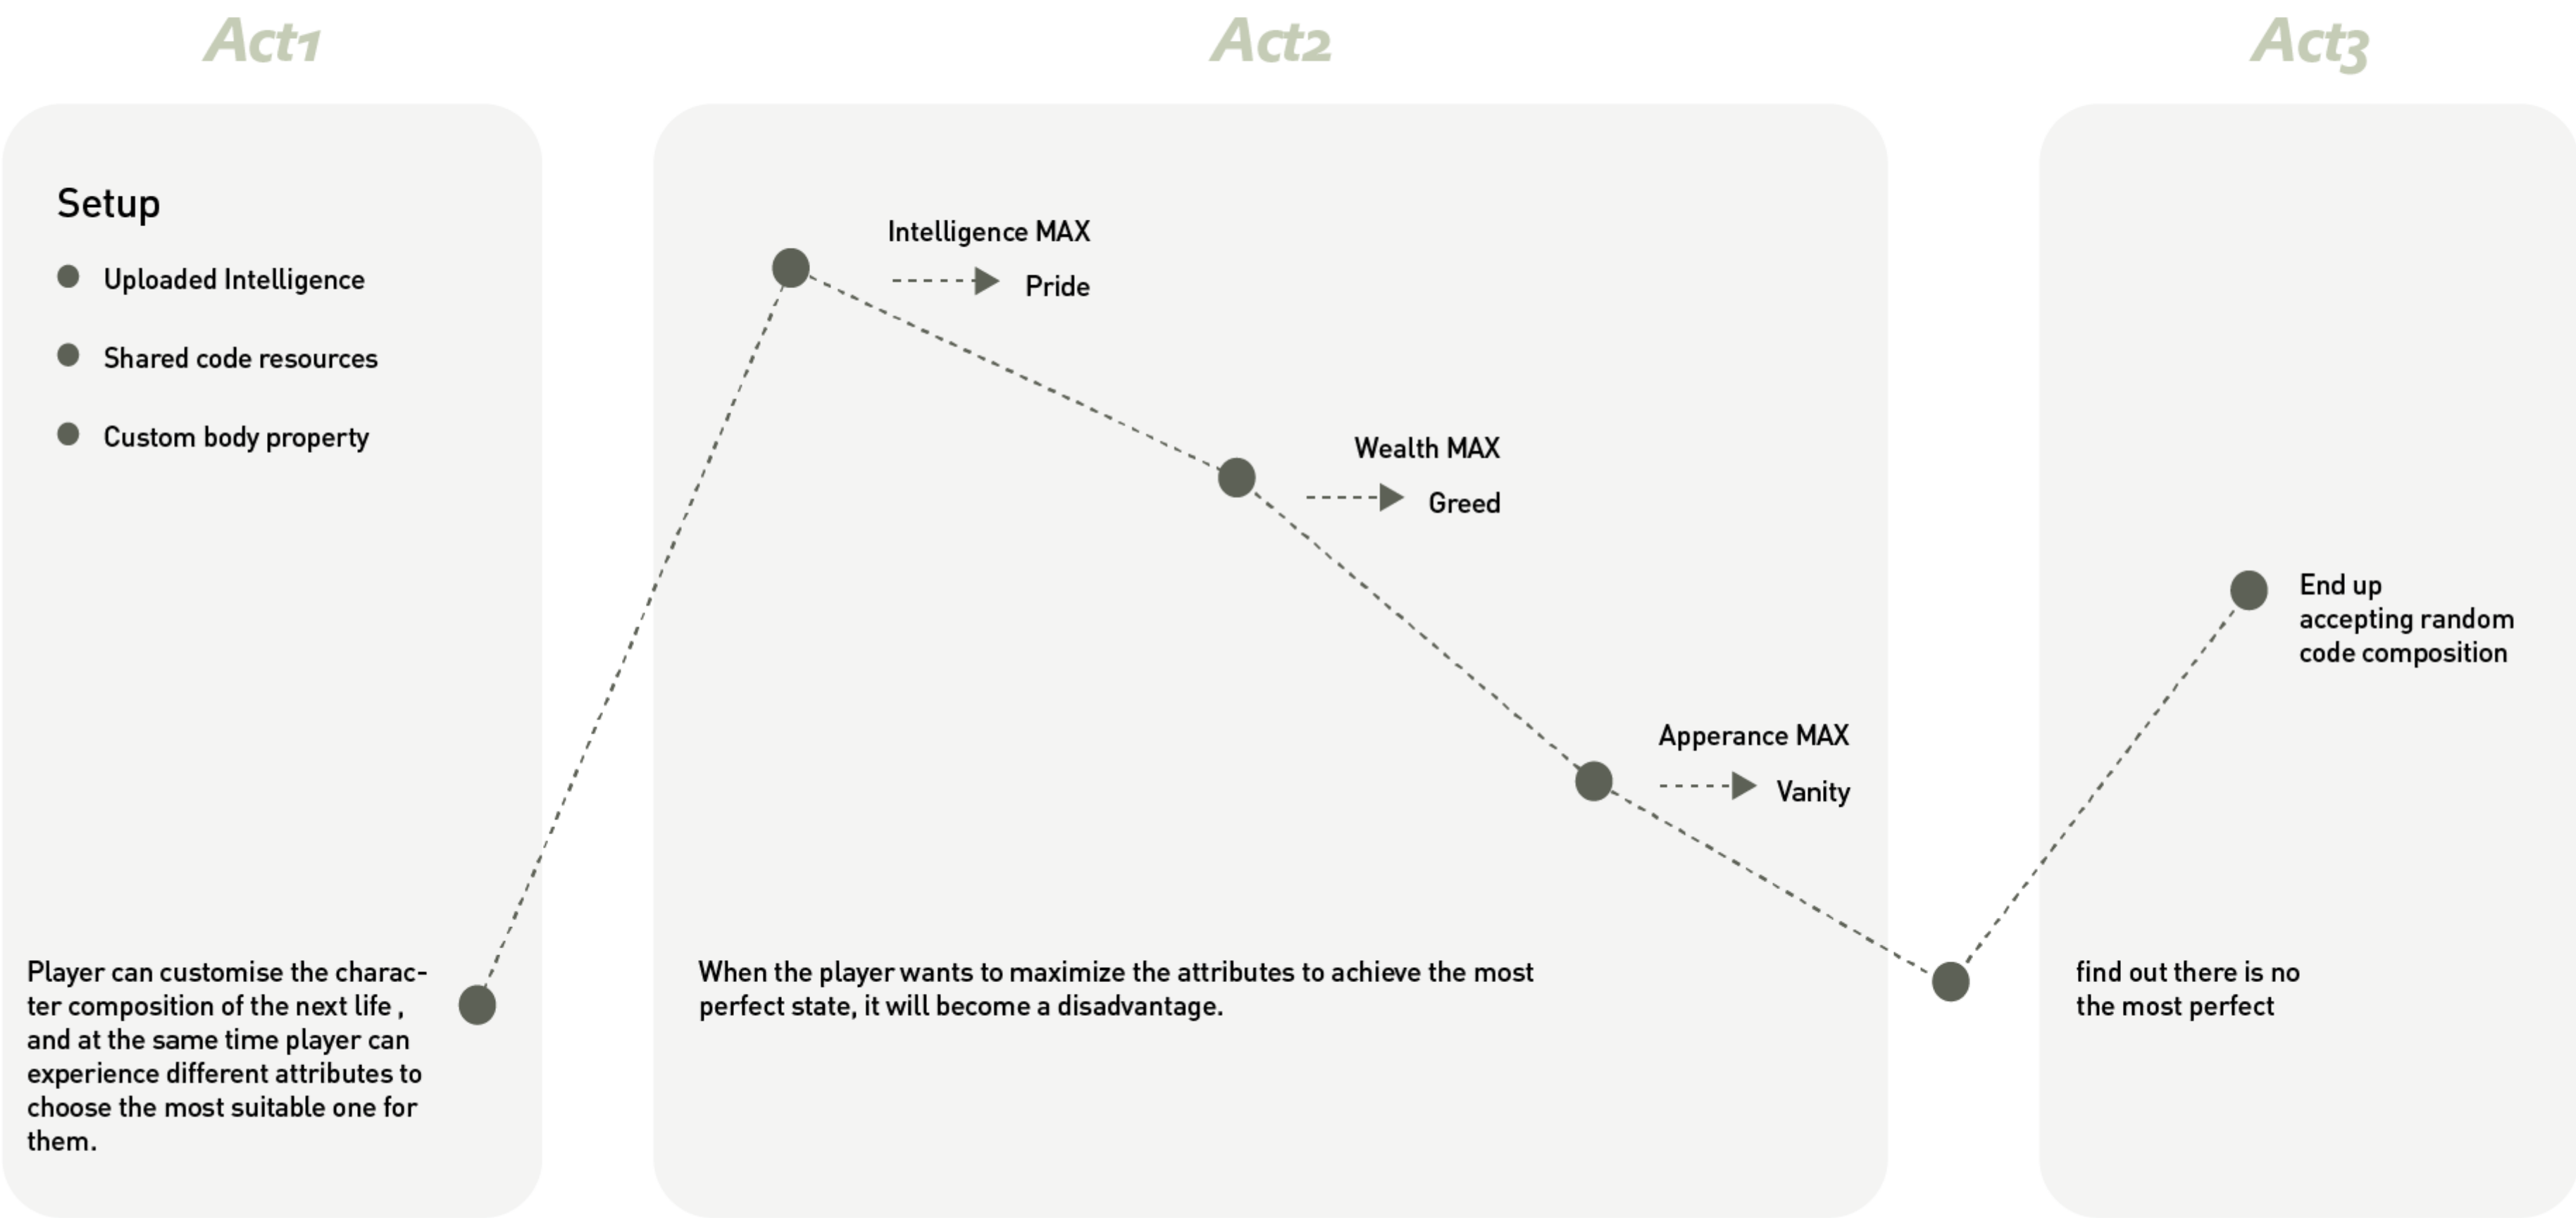 Act1
Act2
Act3
Setup
Uploaded Intelligence
Shared code resources
Custom body property
Player can customise the charac-
ter composition of the next life ,
and at the same time player can
experience different attributes to
choose the most suitable one for
them.
Intelligence MAX
Pride
Wealth MAX
Greed
Apperance MAX
Vanity
When the player wants to maximize the attributes to achieve the most
perfect state, it will become a disadvantage.
End up
accepting random
code composition
find out there is no
the most perfect